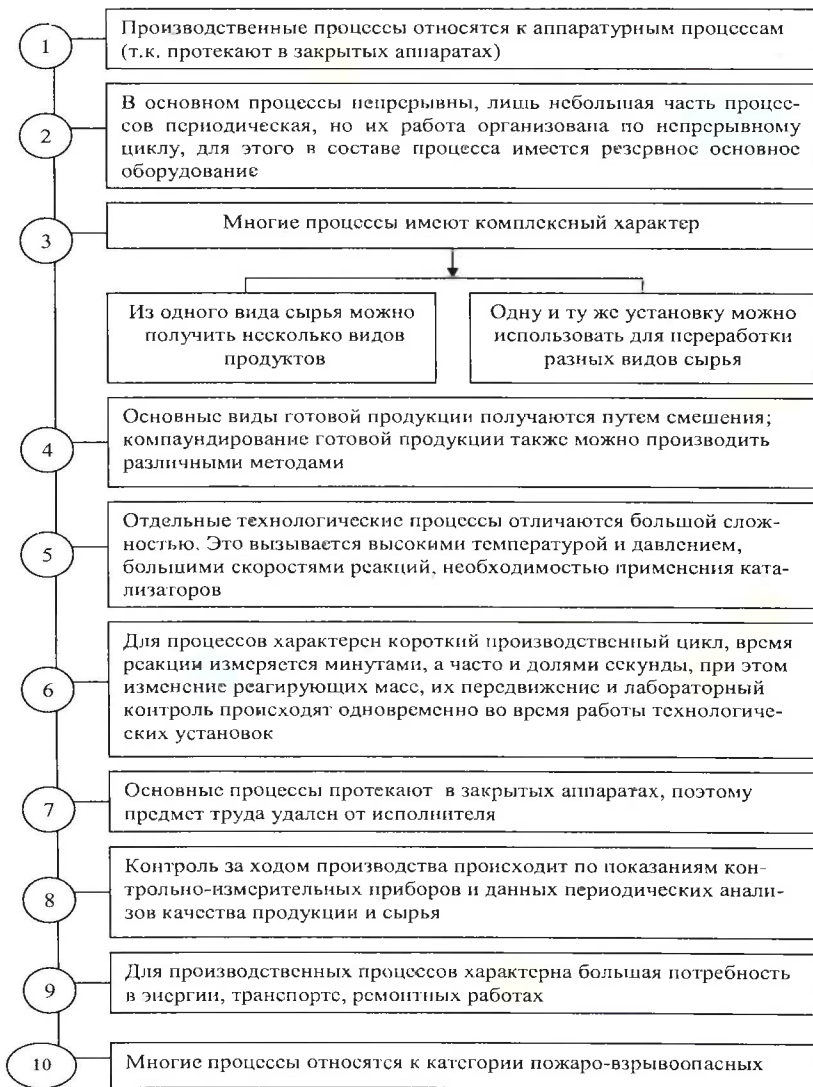 1
Производственные процессы относятся к аппаратурным процессам
(т.к. протекают в закрытых аппаратах)
2
В основном процессы непрерывны, лишь небольшая часть процес-
сов периодическая, но их работа организована по непрерывному
циклу, для этого в составе процесса имеется резервное основное
оборудование
3
Многие процессы имеют комплексный характер
Из одного вида сырья можно
получить несколько видов
продуктов
Одну и ту же установку можно
использовать для переработки
разных видов сырья
4
Основные виды готовой продукции получаются путем смешения;
компаундирование готовой продукции также можно производить
различными методами
5
Отдельные технологические процессы отличаются большой слож-
ностью. Это вызывается высокими температурой и давлением,
большими скоростями реакций, необходимостью применения ката-
лизаторов
6
Для процессов характерен короткий производственный цикл, время
реакции измеряется минутами, а часто и долями секунды, при этом
изменение реагирующих масс, их передвижение и лабораторный
контроль происходят одновременно во время работы технологиче-
ских установок
7
Основные процессы протекают в закрытых аппаратах, поэтому
предмет труда удален от исполнителя
8
Контроль за ходом производства происходит по показаниям кон-
трольно-измерительных приборов и данных периодических анали-
зов качества продукции и сырья
9
Для производственных процессов характерна большая потребность
в энергии, транспорте, ремонтных работах
10
Многие процессы относятся к категории пожаро-взрывоопасных